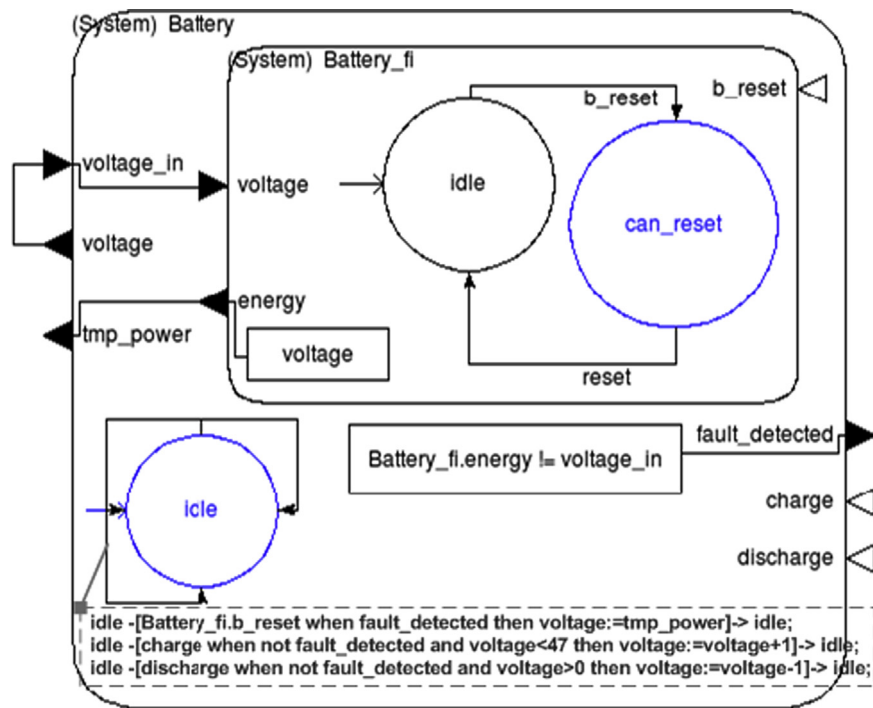 (System) Battery
(System) Battery_fi
b_reset
b_reset
voltage_in
voltage
idle
can_reset
voltage
energy
tmp_power
voltage
reset
fault_detected
Battery_fi.energy != voltage_in
idle
charge
discharge
idle -[Battery_fi.b_reset when fault_detected then voltage:=tmp_power]-> idle;
idle -[charge when not fault_detected and voltage<47 then voltage:=voltage+1]-> idle;
idle -[discharge when not fault_detected and voltage>0 then voltage:=voltage-1]-> idle;